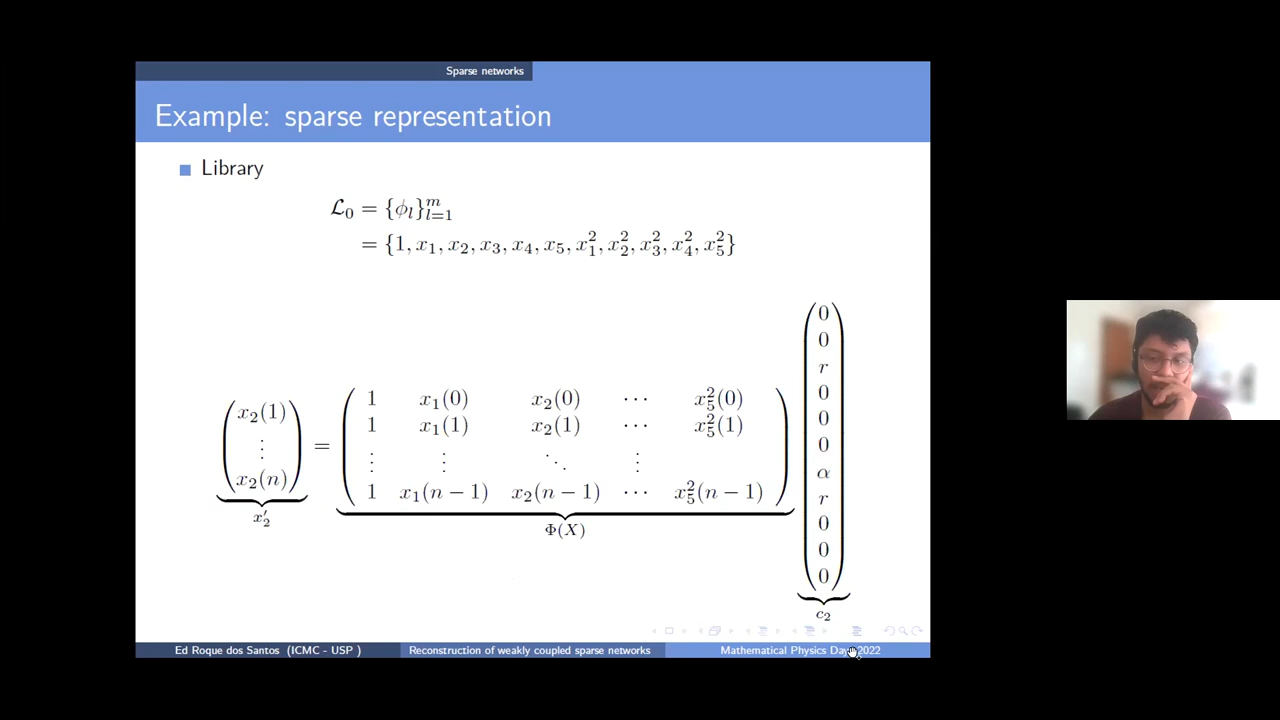 Sparse networks
Example: sparse representation
Library
ℒ₀ = {ϕ_l}_{l=1}^m
= {1, x₁, x₂, x₃, x₄, x₅, x₁², x₂², x₃², x₄², x₅²}
(x₂(1) ⋮ x₂(n)) = (1 x₁(0) x₂(0) ⋯ x₅²(0)
1 x₁(1) x₂(1) ⋯ x₅²(1)
⋮ ⋮ ⋱ ⋮
1 x₁(n − 1) x₂(n − 1) ⋯ x₅²(n − 1))
(0 0 r 0 0 0 α r 0 0 0)
x₂′
Φ(X)
c₂
Ed Roque dos Santos (ICMC - USP )
Reconstruction of weakly coupled sparse networks
Mathematical Physics Day 2022